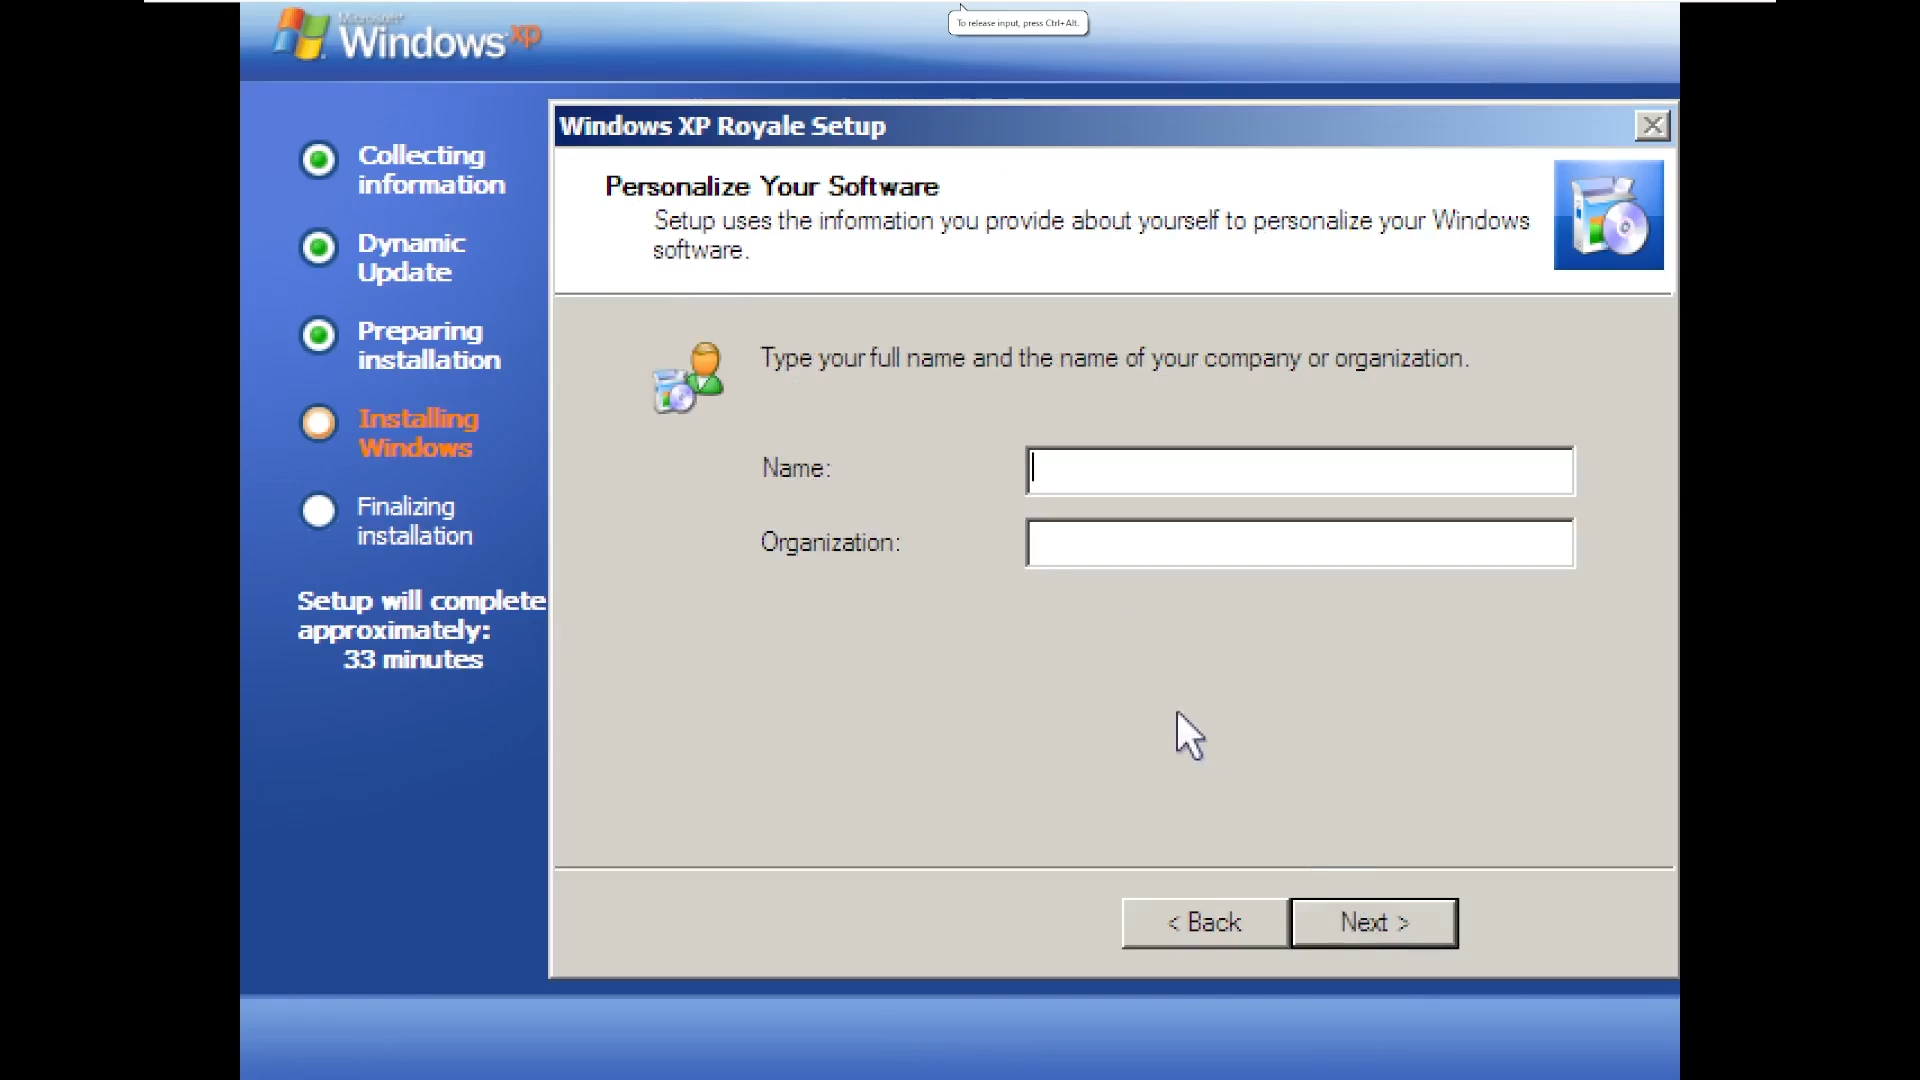 Microsoft®
Windows xp
To release input, press Ctrl+Alt.
Collecting
information
Dynamic
Update
Preparing
installation
Installing
Windows
Finalizing
installation
Setup will complete
approximately:
33 minutes
Windows XP Royale Setup
Personalize Your Software
Setup uses the information you provide about yourself to personalize your Windows
software.
Type your full name and the name of your company or organization.
Name:
Organization:
< Back
Next >